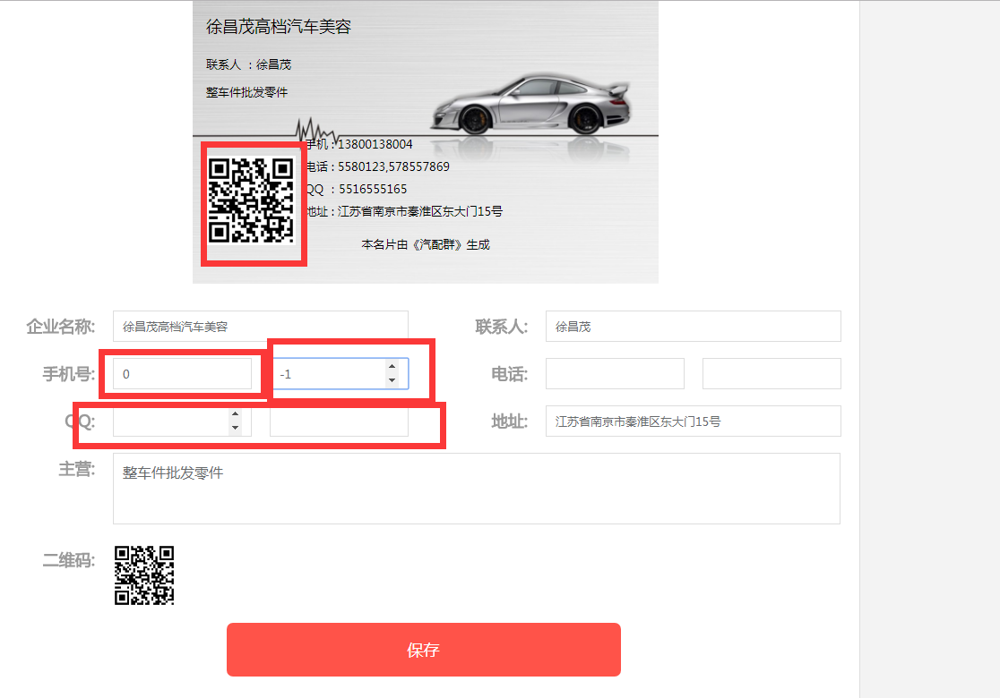 徐昌茂高档汽车美容
联系人 ：徐昌茂
整车件批发零件
手机 : 13800138004
电话 : 5580123,578557869
QQ ：5516555165
地址 : 江苏省南京市秦淮区东大门15号
本名片由《汽配群》生成
企业名称: 徐昌茂高档汽车美容 联系人: 徐昌茂
手机号: 0 -1 电话:
QQ: 地址: 江苏省南京市秦淮区东大门15号
主营: 整车件批发零件
二维码:
保存